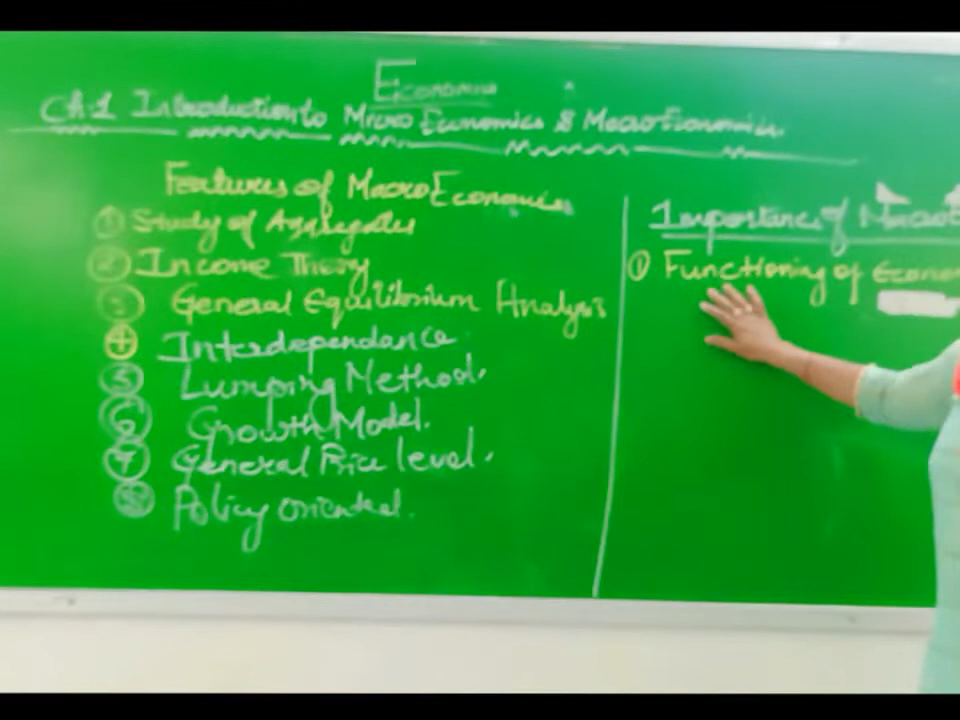 Economics
Ch-1 Introduction to Micro Economics & Macro Economics.
Features of Macro Economics
① Study of Aggregates
② Income Theory
③ General Equilibrium Analysis
④ Interdependance
⑤ Lumping Method.
⑥ Growth Model.
⑦ General Price level.
⑧ Policy oriented.
Importance of
① Functioning of